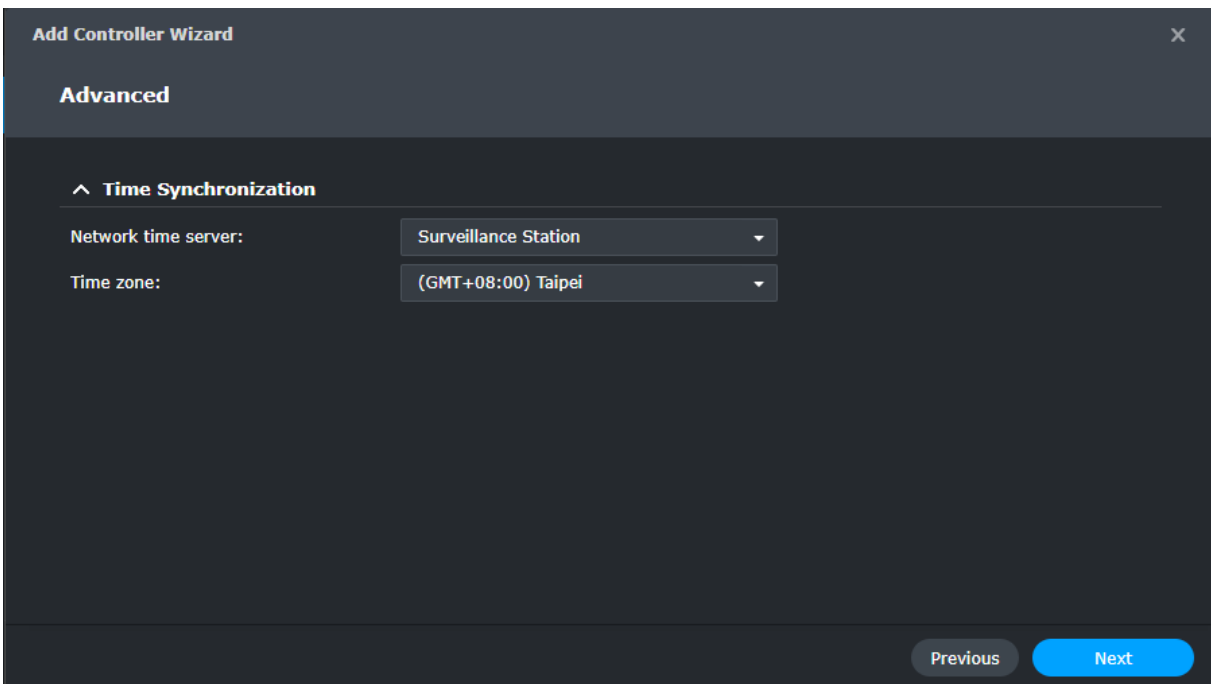 Add Controller Wizard
Advanced
Time Synchronization
Network time server: Surveillance Station
Time zone: (GMT+08:00) Taipei
Previous Next